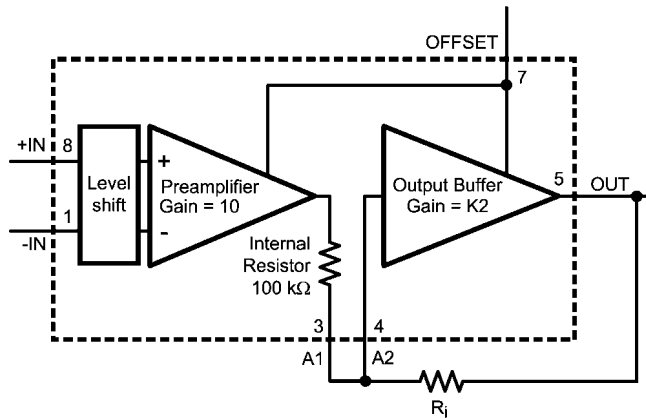 OFFSET
7
+IN 8
Level
shift
+
-
Preamplifier
Gain = 10
Output Buffer
Gain = K2
5 OUT
1
-IN
Internal
Resistor
100 kΩ
3 4
A1 A2
Ri